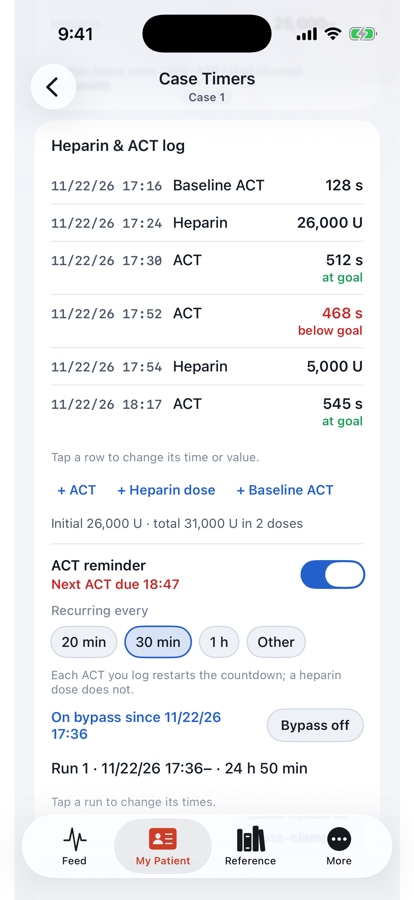 9:41
Case Timers
Case 1
Heparin & ACT log
11/22/26 17:16 Baseline ACT 128 s
11/22/26 17:24 Heparin 26,000 U
11/22/26 17:30 ACT 512 s
at goal
11/22/26 17:52 ACT 468 s
below goal
11/22/26 17:54 Heparin 5,000 U
11/22/26 18:17 ACT 545 s
at goal
Tap a row to change its time or value.
+ ACT + Heparin dose + Baseline ACT
Initial 26,000 U · total 31,000 U in 2 doses
ACT reminder
Next ACT due 18:47
Recurring every
20 min 30 min 1 h Other
Each ACT you log restarts the countdown; a heparin
dose does not.
On bypass since 11/22/26
17:36
Bypass off
Run 1 · 11/22/26 17:36– · 24 h 50 min
Tap a run to change its times.
Feed My Patient Reference More